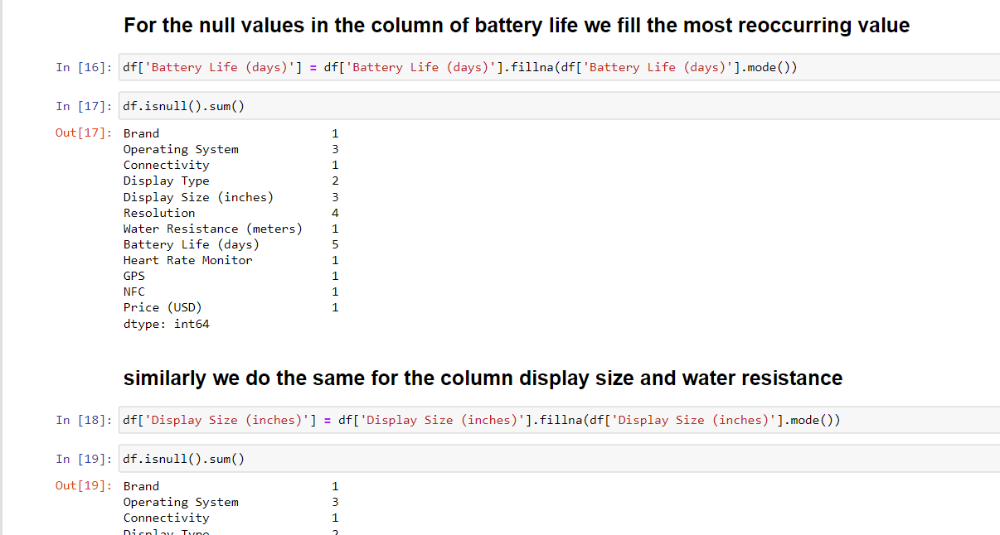 For the null values in the column of battery life we fill the most reoccurring value
In [16]: df['Battery Life (days)'] = df['Battery Life (days)'].fillna(df['Battery Life (days)'].mode())
In [17]: df.isnull().sum()
Out[17]: Brand 1
Operating System 3
Connectivity 1
Display Type 2
Display Size (inches) 3
Resolution 4
Water Resistance (meters) 1
Battery Life (days) 5
Heart Rate Monitor 1
GPS 1
NFC 1
Price (USD) 1
dtype: int64
similarly we do the same for the column display size and water resistance
In [18]: df['Display Size (inches)'] = df['Display Size (inches)'].fillna(df['Display Size (inches)'].mode())
In [19]: df.isnull().sum()
Out[19]: Brand 1
Operating System 3
Connectivity 1
Display Type 2